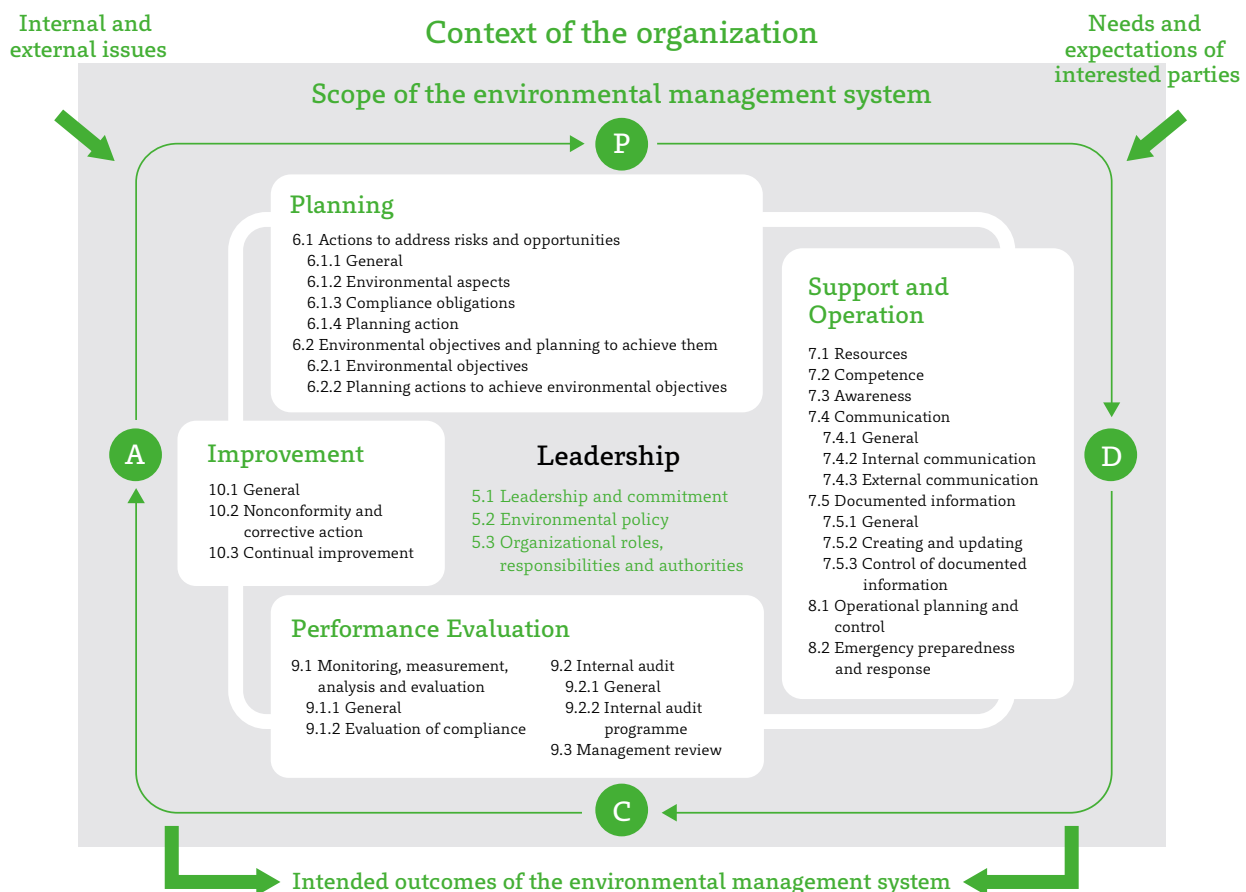 Internal and
external issues
Context of the organization
Needs and
expectations of
interested parties
Scope of the environmental management system
P
Planning
6.1 Actions to address risks and opportunities
6.1.1 General
6.1.2 Environmental aspects
6.1.3 Compliance obligations
6.1.4 Planning action
6.2 Environmental objectives and planning to achieve them
6.2.1 Environmental objectives
6.2.2 Planning actions to achieve environmental objectives
Support and
Operation
7.1 Resources
7.2 Competence
7.3 Awareness
7.4 Communication
7.4.1 General
7.4.2 Internal communication
7.4.3 External communication
7.5 Documented information
7.5.1 General
7.5.2 Creating and updating
7.5.3 Control of documented
information
8.1 Operational planning and
control
8.2 Emergency preparedness
and response
D
A
Improvement
10.1 General
10.2 Nonconformity and
corrective action
10.3 Continual improvement
Leadership
5.1 Leadership and commitment
5.2 Environmental policy
5.3 Organizational roles,
responsibilities and authorities
Performance Evaluation
9.1 Monitoring, measurement,
analysis and evaluation
9.1.1 General
9.1.2 Evaluation of compliance
9.2 Internal audit
9.2.1 General
9.2.2 Internal audit
programme
9.3 Management review
C
Intended outcomes of the environmental management system